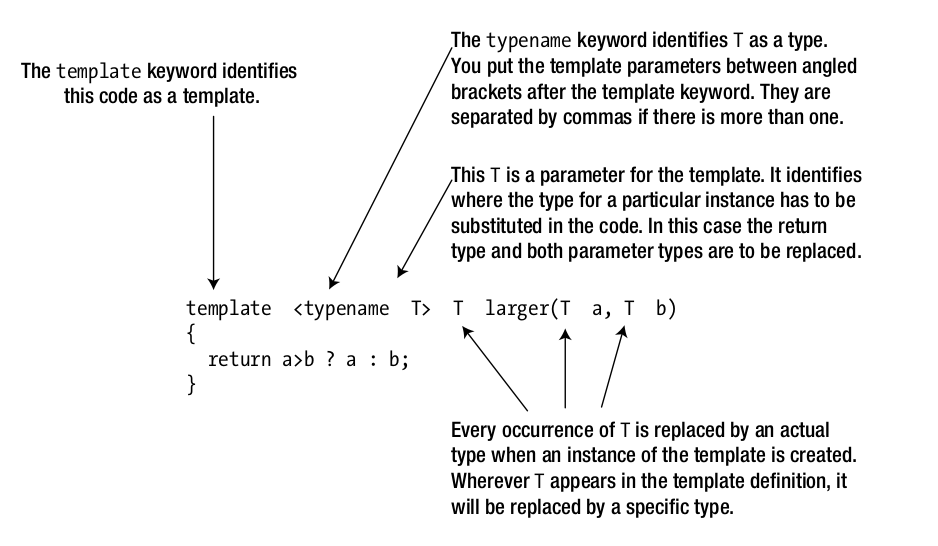 The template keyword identifies
this code as a template.
The typename keyword identifies T as a type.
You put the template parameters between angled
brackets after the template keyword. They are
separated by commas if there is more than one.
This T is a parameter for the template. It identifies
where the type for a particular instance has to be
substituted in the code. In this case the return
type and both parameter types are to be replaced.
template <typename T> T larger(T a, T b)
{
return a>b ? a : b;
}
Every occurrence of T is replaced by an actual
type when an instance of the template is created.
Wherever T appears in the template definition, it
will be replaced by a specific type.